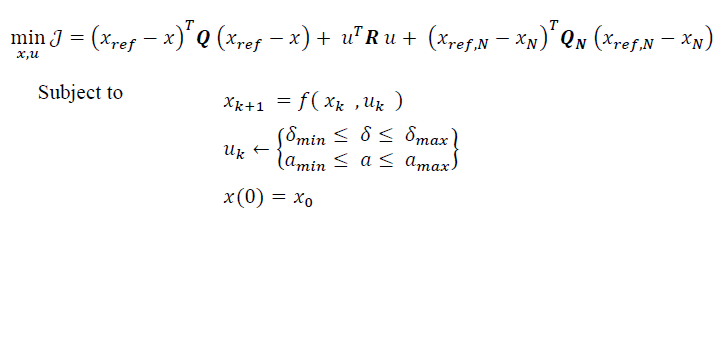 min 𝒥 = (x_ref − x)^T Q (x_ref − x) + u^T R u + (x_ref,N − x_N)^T Q_N (x_ref,N − x_N)
x,u
Subject to
x_k+1 = f( x_k , u_k )
u_k ← {δ_min ≤ δ ≤ δ_max}
{a_min ≤ a ≤ a_max}
x(0) = x_0